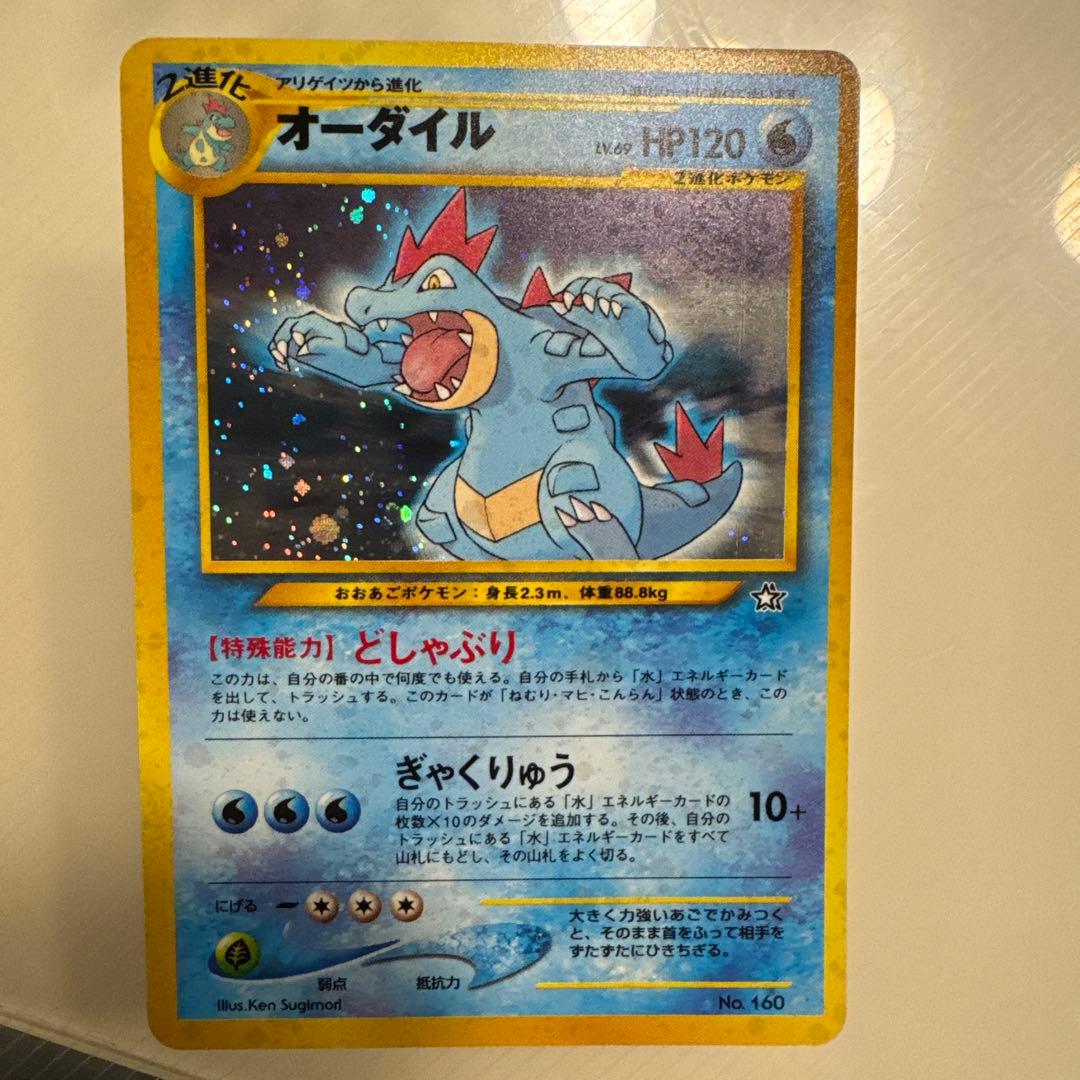 2進化
アリゲイツから進化
オーダイル
LV.69 HP120
2進化ポケモン
おおあごポケモン：身長2.3m、体重88.8kg
【特殊能力】どしゃぶり
この力は、自分の番の中で何度でも使える。自分の手札から「水」エネルギーカード
を出して、トラッシュする。このカードが「ねむり・マヒ・こんらん」状態のとき、この
力は使えない。
ぎゃくりゅう
自分のトラッシュにある「水」エネルギーカードの
枚数×10のダメージを追加する。その後、自分の
トラッシュにある「水」エネルギーカードをすべて
山札にもどし、その山札をよく切る。
10+
にげる
大きく力強いあごでかみつく
と、そのまま首をふって相手を
ずたずたにひきちぎる。
弱点
抵抗力
Illus.Ken Sugimori
No. 160